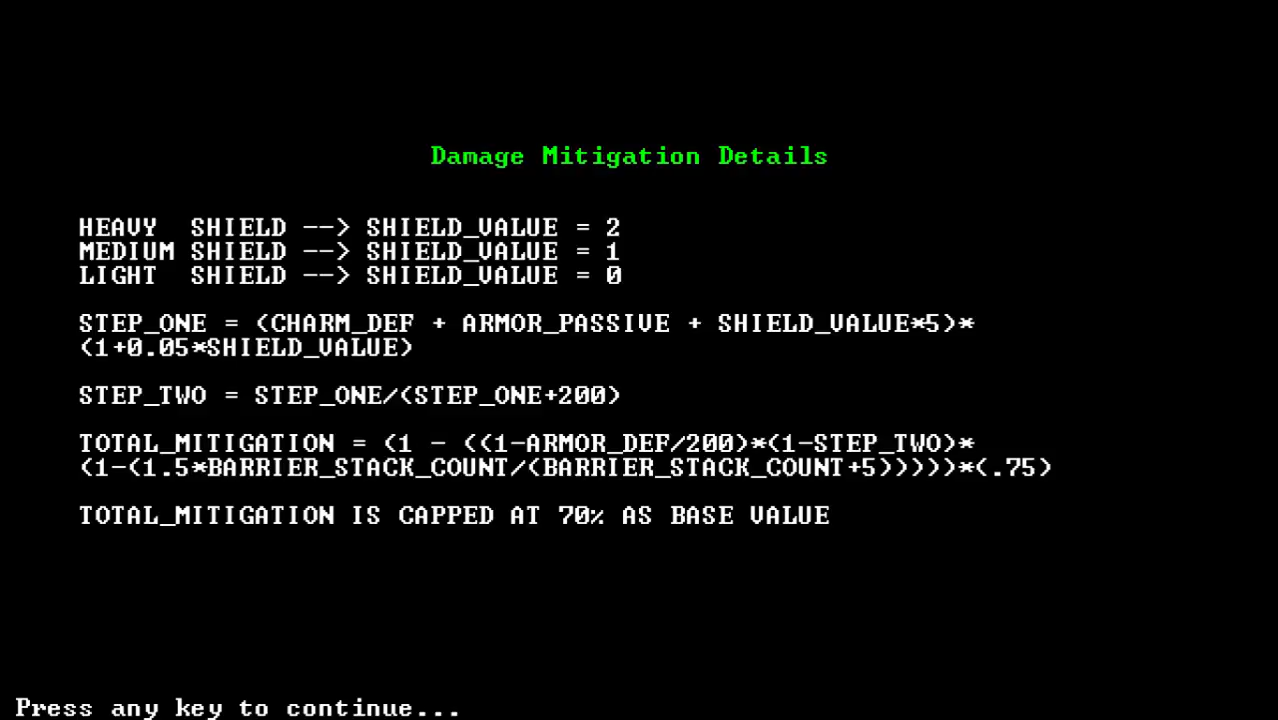 Damage Mitigation Details
HEAVY  SHIELD --> SHIELD_VALUE = 2
MEDIUM SHIELD --> SHIELD_VALUE = 1
LIGHT  SHIELD --> SHIELD_VALUE = 0
STEP_ONE = (CHARM_DEF + ARMOR_PASSIVE + SHIELD_VALUE*5)*
(1+0.05*SHIELD_VALUE)
STEP_TWO = STEP_ONE/(STEP_ONE+200)
TOTAL_MITIGATION = (1 - ((1-ARMOR_DEF/200)*(1-STEP_TWO)*
(1-(1.5*BARRIER_STACK_COUNT/(BARRIER_STACK_COUNT+5)))))*(.75)
TOTAL_MITIGATION IS CAPPED AT 70% AS BASE VALUE
Press any key to continue...